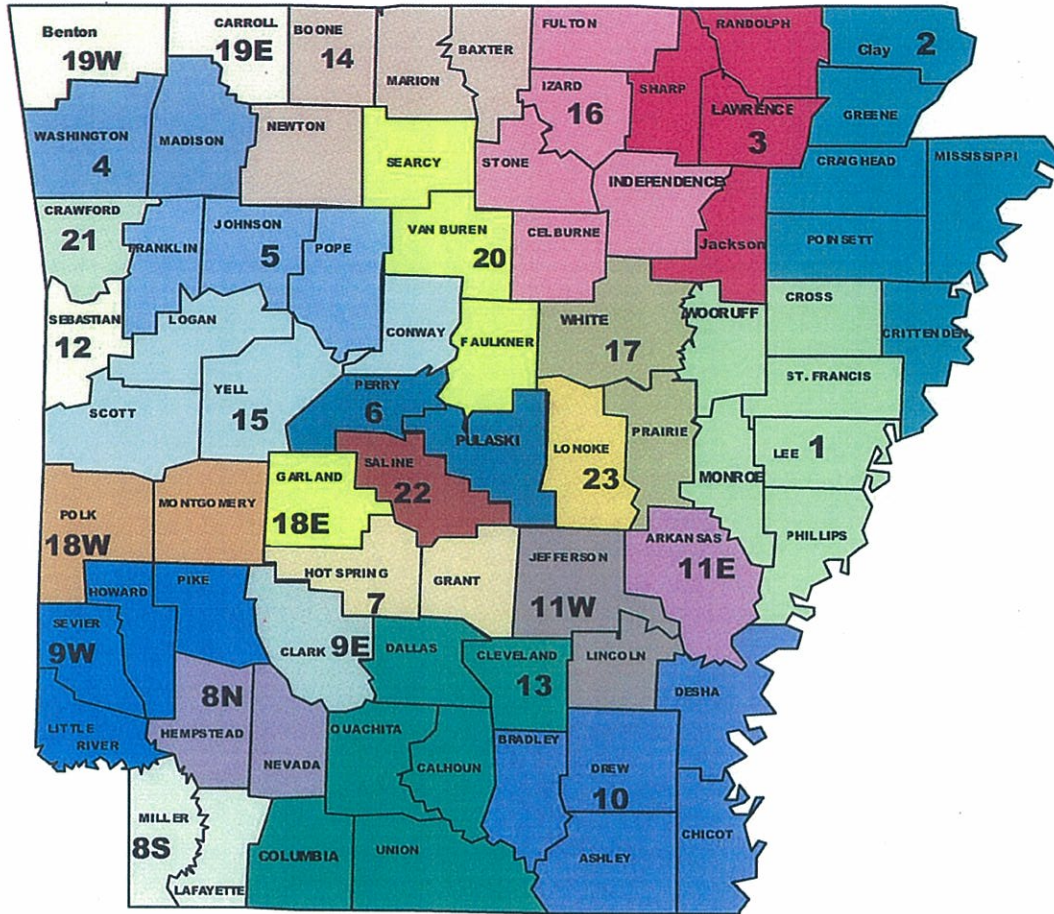 Benton
19W
CARROLL
19E
BOONE
14
MARION
BAXTER
FULTON
RANDOLPH
Clay 2
IZARD
16
SHARP
LAWRENCE
3
GREENE
WASHINGTON
4
MADISON
NEWTON
SEARCY
STONE
INDEPENDENCE
CRAIGHEAD
MISSISSIPPI
CRAWFORD
21
FRANKLIN
JOHNSON
5
POPE
VAN BUREN
20
CELBURNE
Jackson
POINSETT
SEBASTIAN
12
LOGAN
CONWAY
FAULKNER
WHITE
17
WOORUFF
CROSS
CRITTENDEN
SCOTT
YELL
15
PERRY
6
PULASKI
LONOKE
23
PRAIRIE
ST. FRANCIS
LEE 1
MONROE
PHILLIPS
POLK
18W
MONTGOMERY
GARLAND
18E
SALINE
22
HOT SPRING
7
GRANT
JEFFERSON
11W
ARKANSAS
11E
HOWARD
PIKE
SEVIER
9W
CLARK 9E
DALLAS
CLEVELAND
13
LINCOLN
DESHA
LITTLE
RIVER
8N
HEMPSTEAD
NEVADA
OUACHITA
CALHOUN
BRADLEY
DREW
10
CHICOT
MILLER
8S
LAFAYETTE
COLUMBIA
UNION
ASHLEY